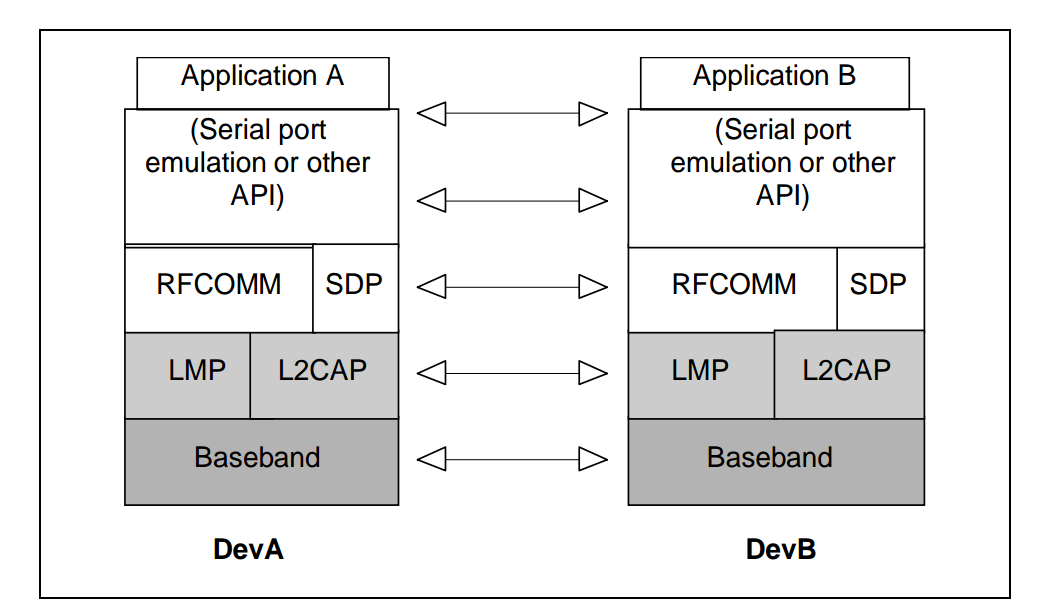 Application A
(Serial port
emulation or other
API)
RFCOMM
SDP
LMP
L2CAP
Baseband
DevA
Application B
(Serial port
emulation or other
API)
RFCOMM
SDP
LMP
L2CAP
Baseband
DevB